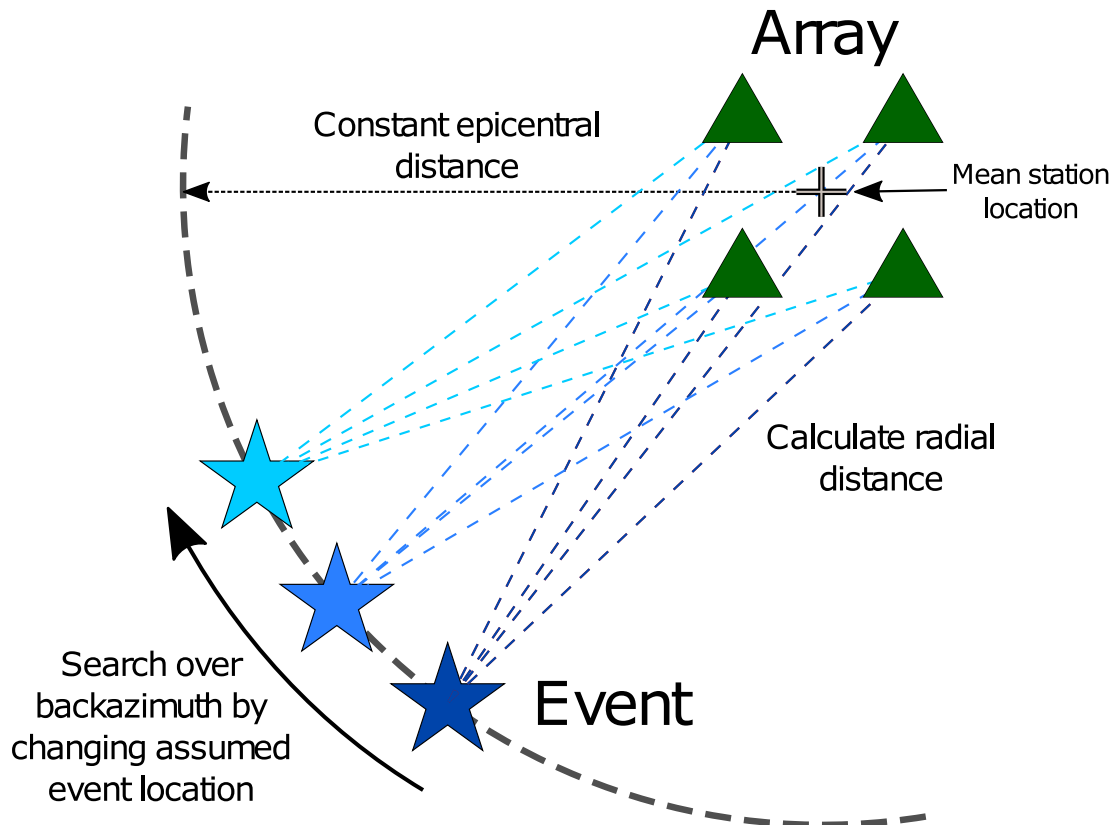 Array
Constant epicentral
distance
Mean station
location
Calculate radial
distance
Search over
backazimuth by
changing assumed
event location
Event